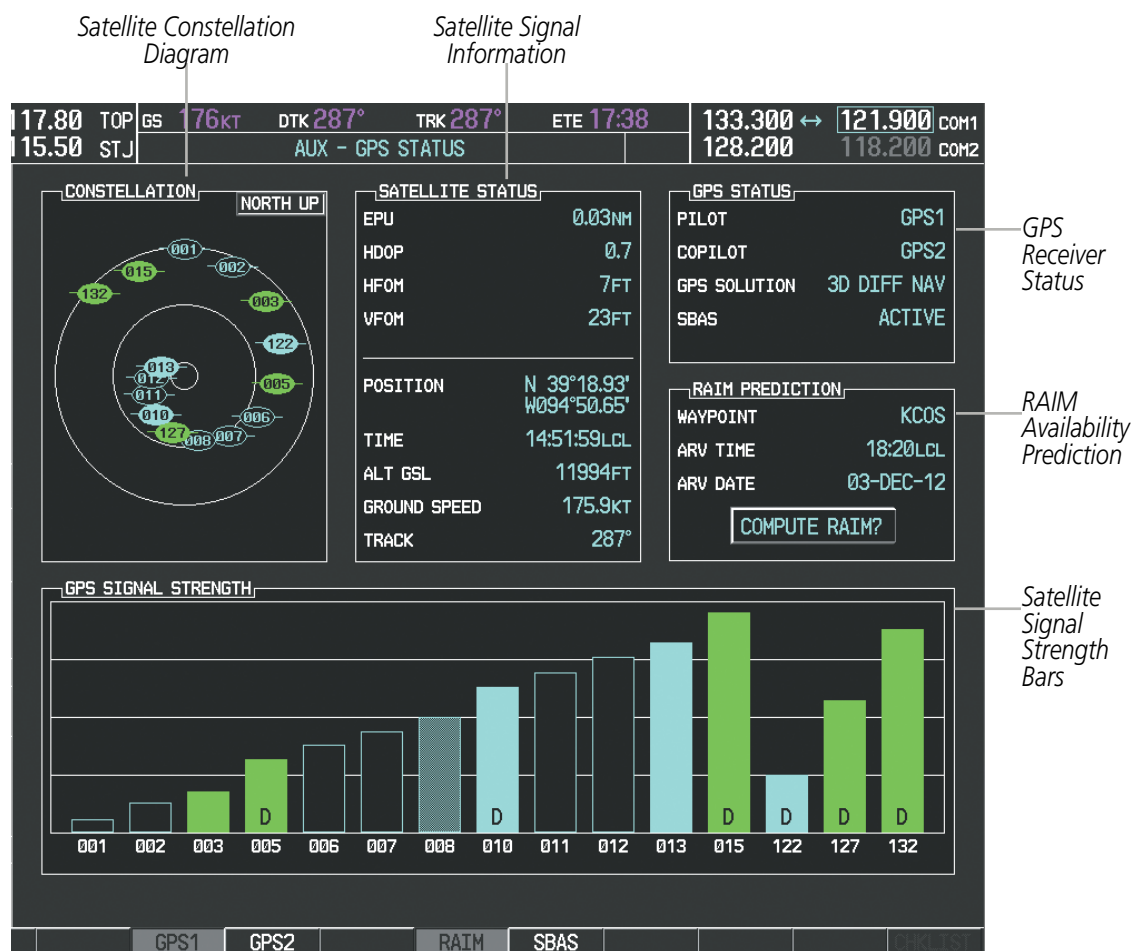 Satellite Constellation
Diagram
Satellite Signal
Information
117.80 TOP
115.50 STJ
GS 176KT DTK 287° TRK 287° ETE 17:38
AUX – GPS STATUS
133.300 ↔ 121.900 COM1
128.200 118.200 COM2
CONSTELLATION
NORTH UP
001
002
015
132
003
122
013
012
005
011
010
006
127
008
007
SATELLITE STATUS
EPU 0.03NM
HDOP 0.7
HFOM 7FT
VFOM 23FT
POSITION N 39°18.93'
W094°50.65'
TIME 14:51:59LCL
ALT GSL 11994FT
GROUND SPEED 175.9KT
TRACK 287°
GPS STATUS
PILOT GPS1
COPILOT GPS2
GPS SOLUTION 3D DIFF NAV
SBAS ACTIVE
GPS
Receiver
Status
RAIM PREDICTION
WAYPOINT KCOS
ARV TIME 18:20LCL
ARV DATE 03-DEC-12
COMPUTE RAIM?
RAIM
Availability
Prediction
GPS SIGNAL STRENGTH
D D D D D D
001 002 003 005 006 007 008 010 011 012 013 015 122 127 132
Satellite
Signal
Strength
Bars
GPS1 GPS2 RAIM SBAS CHKLIST